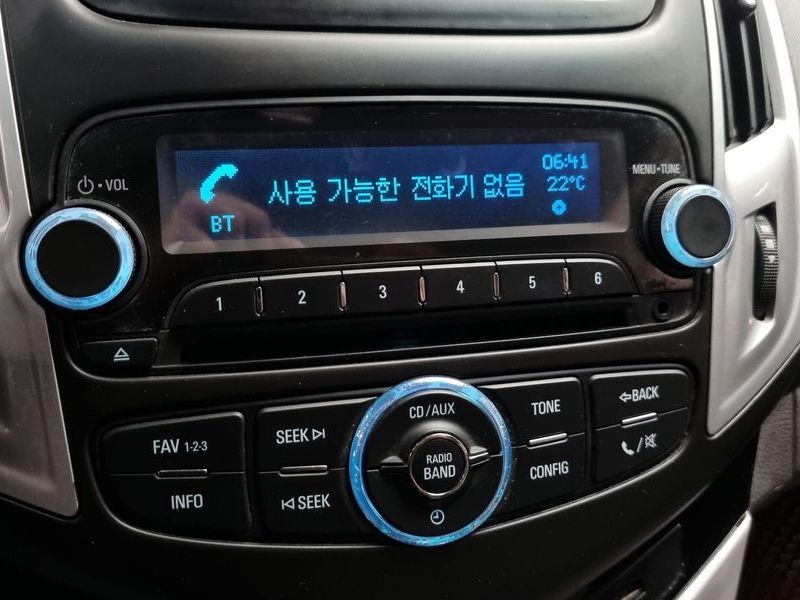 VOL
06:41
MENU•TUNE
사용 가능한 전화기 없음
22°C
BT
1 2 3 4 5 6
CD/AUX
TONE
BACK
FAV 1-2-3
SEEK
RADIO
BAND
INFO
SEEK
CONFIG